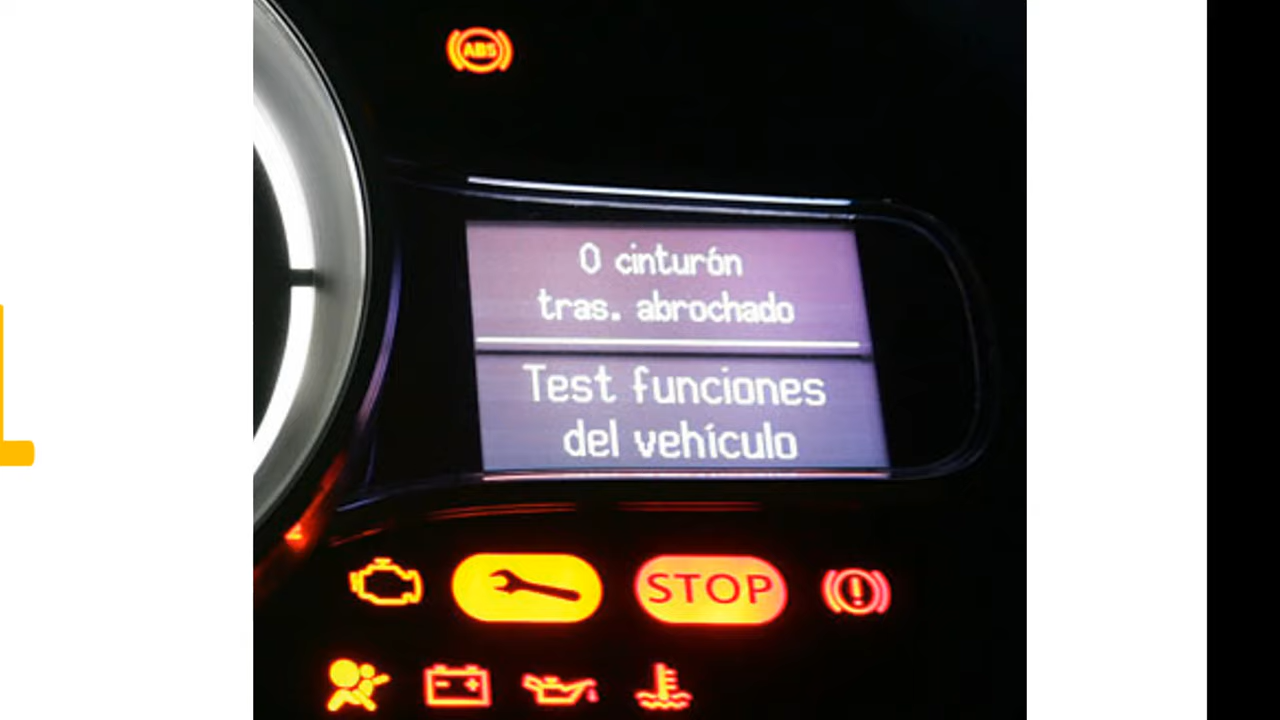 ABS
0 cinturón
tras. abrochado
Test funciones
del vehículo
STOP